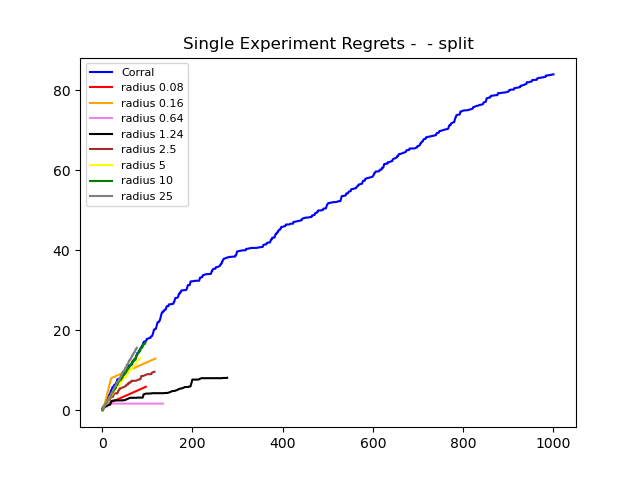 Single Experiment Regrets -  - split
Corral
radius 0.08
radius 0.16
radius 0.64
radius 1.24
radius 2.5
radius 5
radius 10
radius 25
80
60
40
20
0
0 200 400 600 800 1000